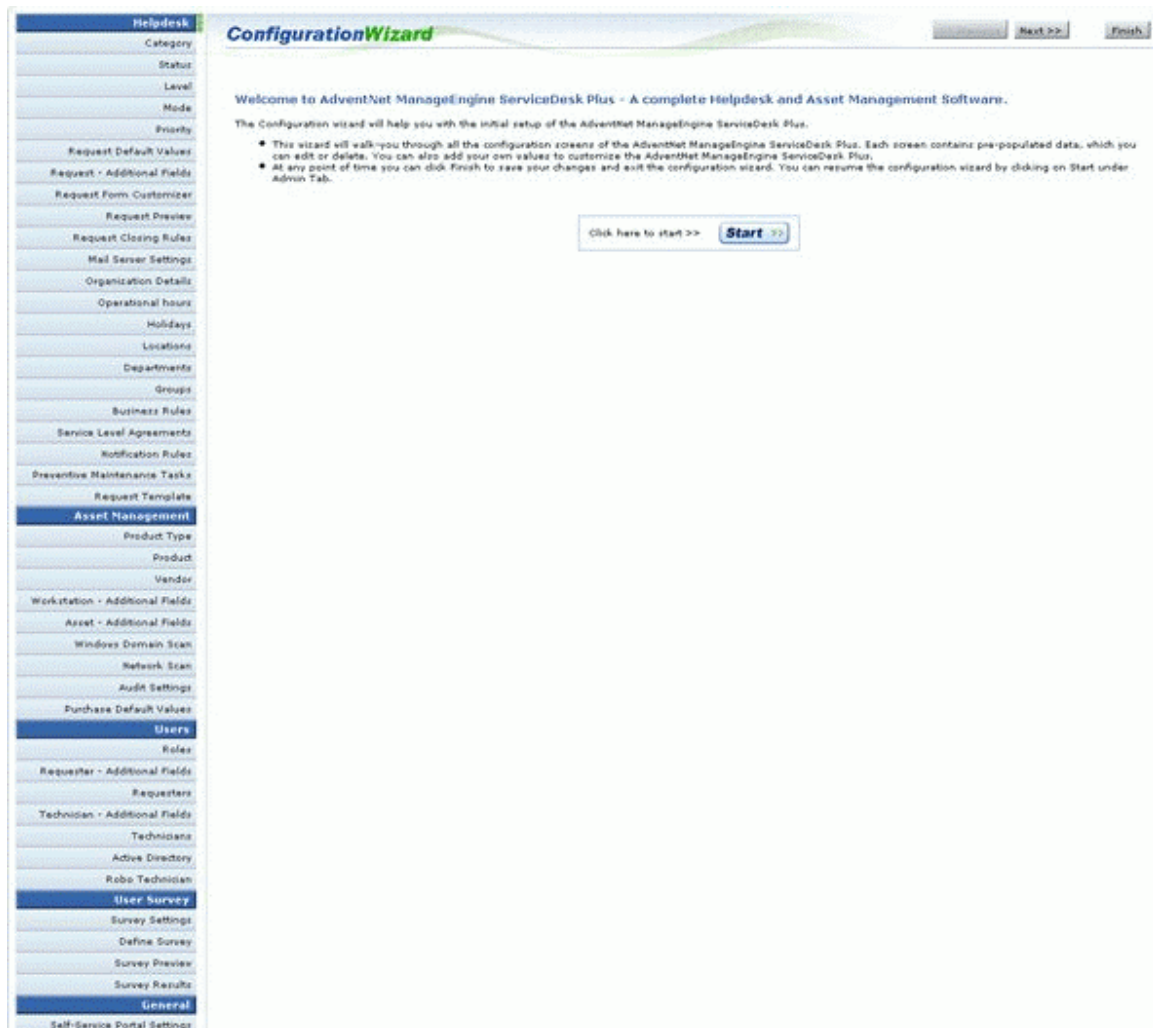 Helpdesk
Category
Status
Level
Mode
Priority
Request Default Values
Request - Additional Fields
Request Form Customizer
Request Preview
Request Closing Rules
Mail Server Settings
Organization Details
Operational hours
Holidays
Locations
Departments
Groups
Business Rules
Service Level Agreements
Notification Rules
Preventive Maintenance Tasks
Request Template
Asset Management
Product Type
Product
Vendor
Workstation - Additional Fields
Asset - Additional Fields
Windows Domain Scan
Network Scan
Audit Settings
Purchase Default Values
Users
Roles
Requester - Additional Fields
Requesters
Technician - Additional Fields
Technicians
Active Directory
Robo Technician
User Survey
Survey Settings
Define Survey
Survey Preview
Survey Results
General
Self-Service Portal Settings
ConfigurationWizard
Next >>
Finish
Welcome to AdventNet ManageEngine ServiceDesk Plus - A complete Helpdesk and Asset Management Software.
The Configuration wizard will help you with the initial setup of the AdventNet ManageEngine ServiceDesk Plus.
• This wizard will walk-you through all the configuration screens of the AdventNet ManageEngine ServiceDesk Plus. Each screen contains pre-populated data, which you
can edit or delete. You can also add your own values to customize the AdventNet ManageEngine ServiceDesk Plus.
• At any point of time you can click Finish to save your changes and exit the configuration wizard. You can resume the configuration wizard by clicking on Start under
Admin Tab.
Click here to start >>
Start >>